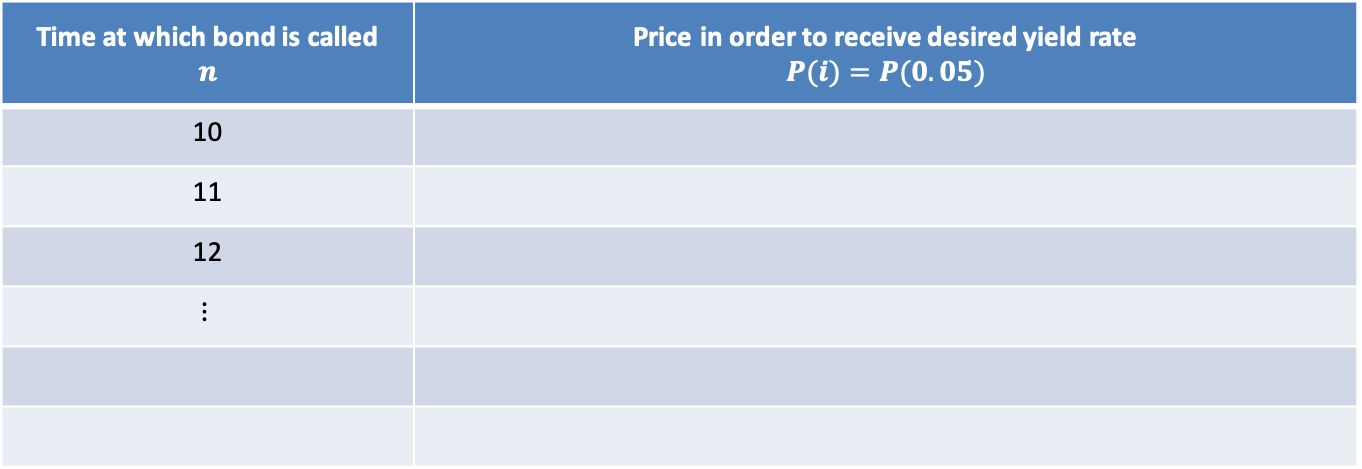 Time at which bond is called
n
Price in order to receive desired yield rate
P(i) = P(0.05)
10
11
12
⋮